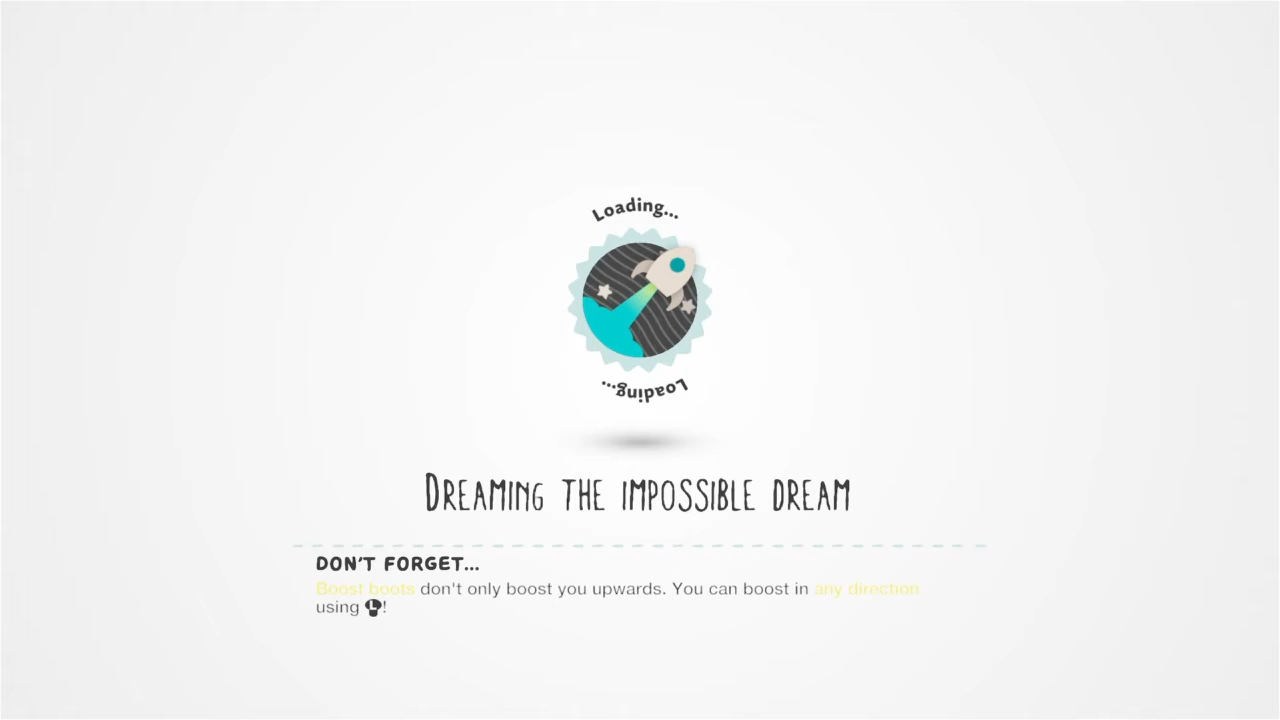 Loading...
Loading...
DREAMING THE IMPOSSIBLE DREAM
DON'T FORGET...
Boost boots don't only boost you upwards. You can boost in any direction
using L!